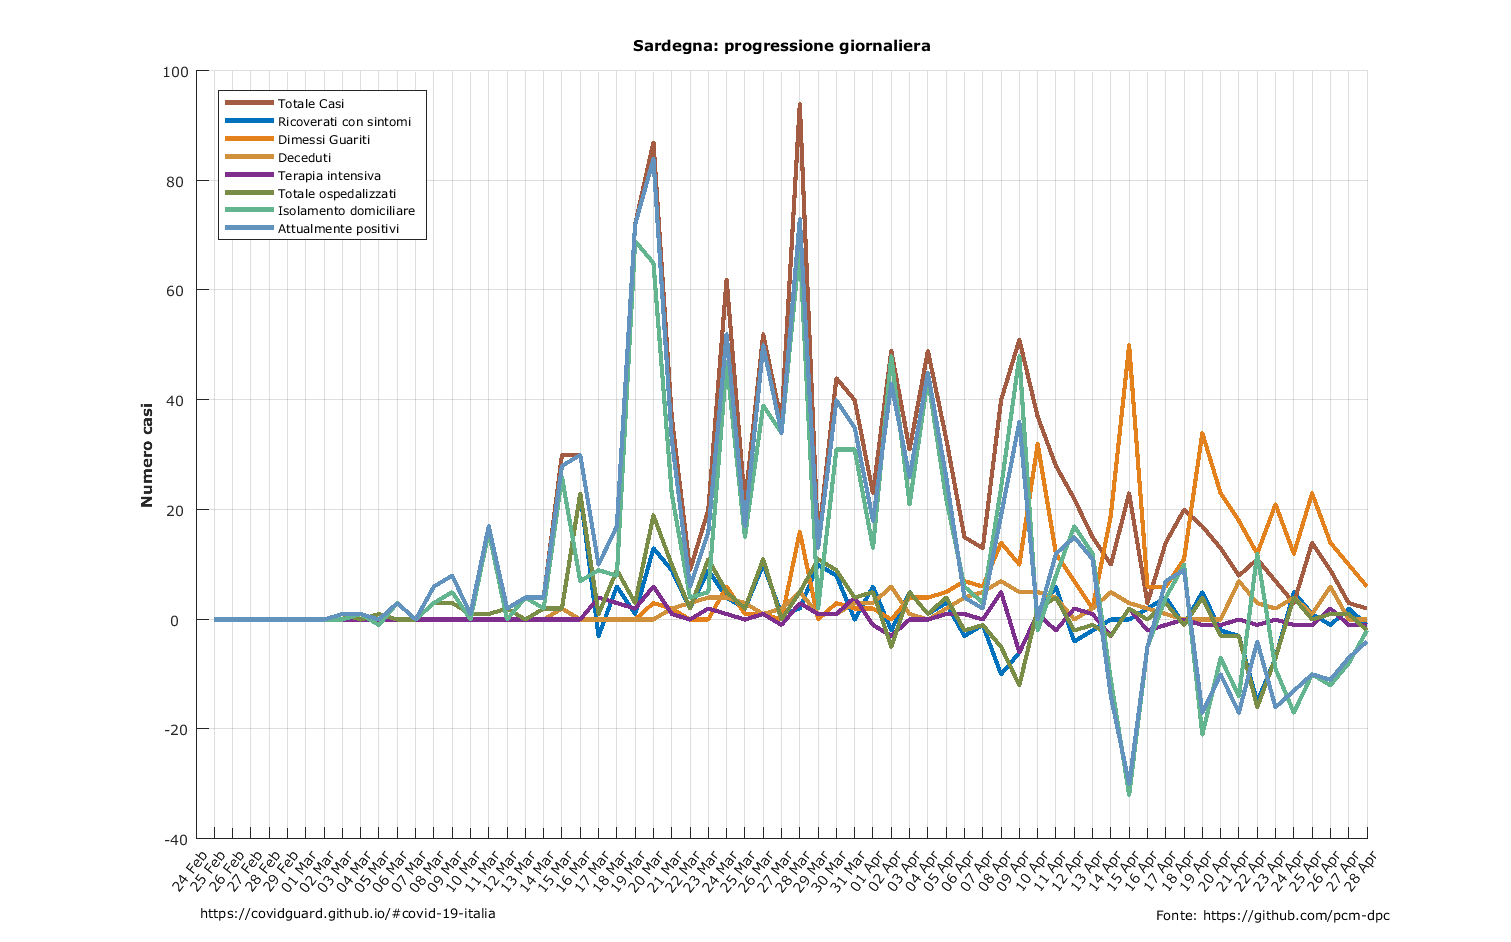 Sardegna: progressione giornaliera
Numero casi
100
80
60
40
20
0
-20
-40
Totale Casi
Ricoverati con sintomi
Dimessi Guariti
Deceduti
Terapia intensiva
Totale ospedalizzati
Isolamento domiciliare
Attualmente positivi
24 Feb
25 Feb
26 Feb
27 Feb
28 Feb
29 Feb
01 Mar
02 Mar
03 Mar
04 Mar
05 Mar
06 Mar
07 Mar
08 Mar
09 Mar
10 Mar
11 Mar
12 Mar
13 Mar
14 Mar
15 Mar
16 Mar
17 Mar
18 Mar
19 Mar
20 Mar
21 Mar
22 Mar
23 Mar
24 Mar
25 Mar
26 Mar
27 Mar
28 Mar
29 Mar
30 Mar
31 Mar
01 Apr
02 Apr
03 Apr
04 Apr
05 Apr
06 Apr
07 Apr
08 Apr
09 Apr
10 Apr
11 Apr
12 Apr
13 Apr
14 Apr
15 Apr
16 Apr
17 Apr
18 Apr
19 Apr
20 Apr
21 Apr
22 Apr
23 Apr
24 Apr
25 Apr
26 Apr
27 Apr
28 Apr
https://covidguard.github.io/#covid-19-italia
Fonte: https://github.com/pcm-dpc